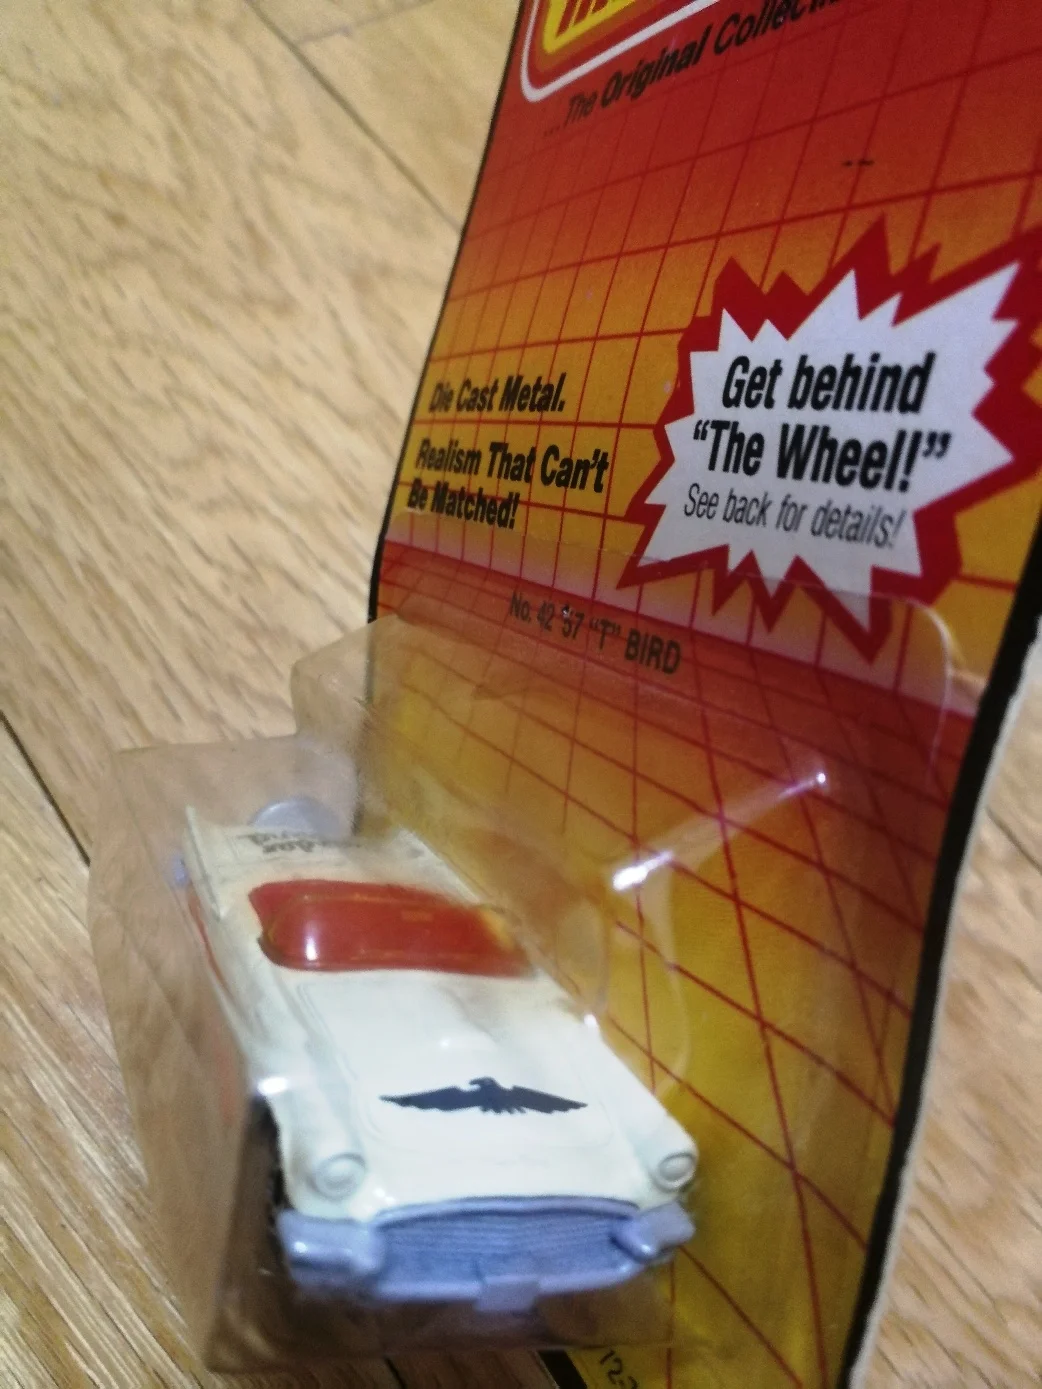 ...The Original Collecti
Die Cast Metal.
Realism That Can't
Be Matched!
Get behind
"The Wheel!"
See back for details!
No. 42 '57 "T" BIRD